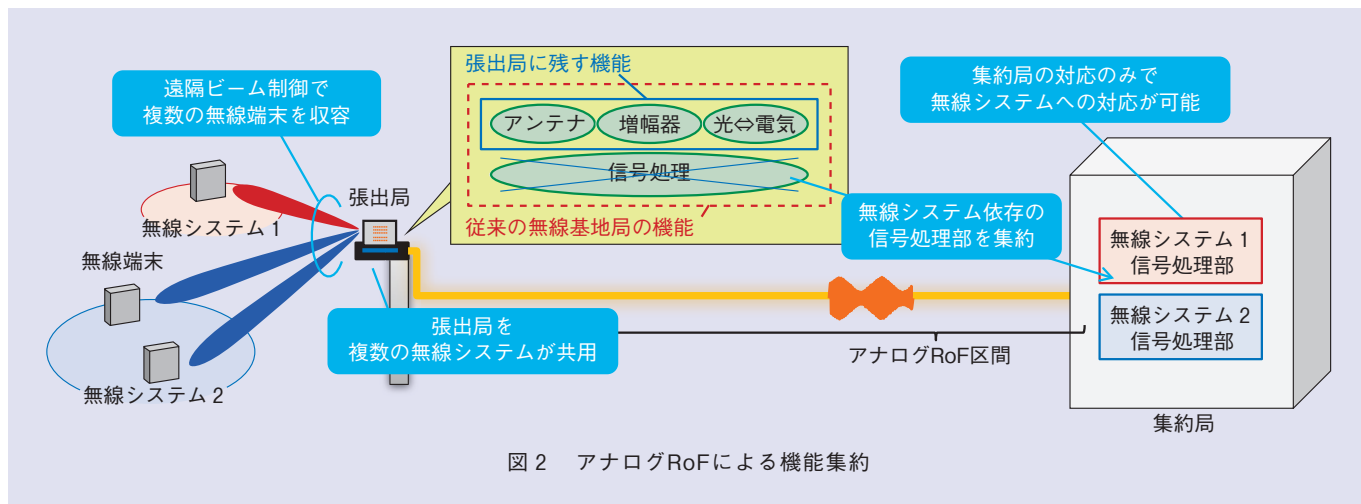 遠隔ビーム制御で
複数の無線端末を収容
無線システム1
無線端末
無線システム2
張出局
張出局に残す機能
アンテナ
増幅器
光⇔電気
信号処理
従来の無線基地局の機能
張出局を
複数の無線システムが共用
無線システム依存の
信号処理部を集約
アナログRoF区間
集約局の対応のみで
無線システムへの対応が可能
無線システム1
信号処理部
無線システム2
信号処理部
集約局
図2 アナログRoFによる機能集約